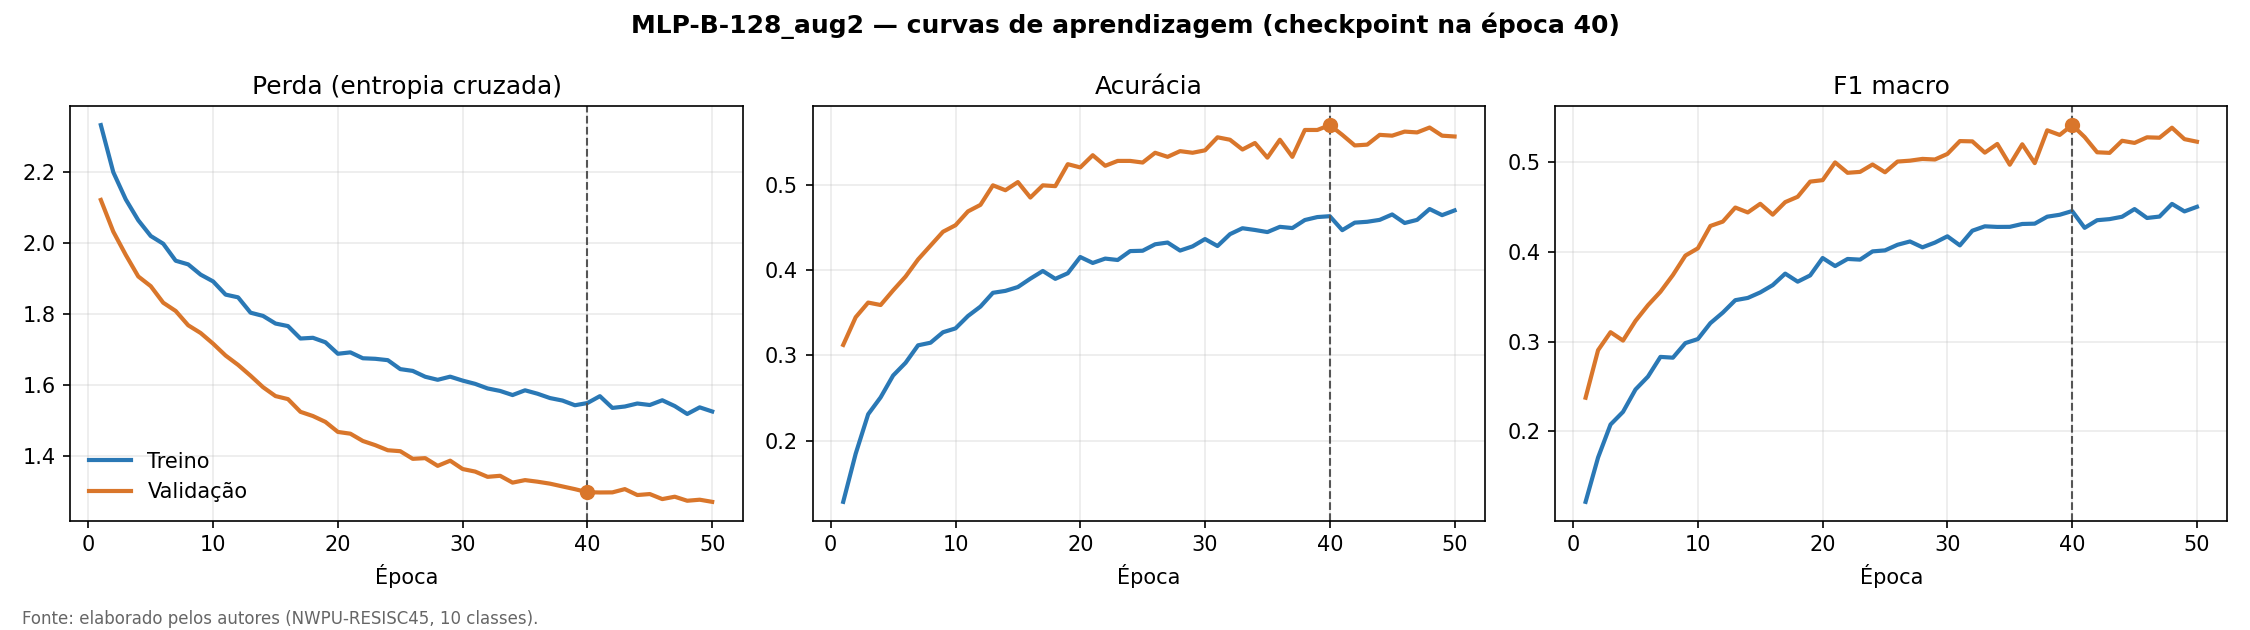 MLP-B-128_aug2 — curvas de aprendizagem (checkpoint na época 40)
Perda (entropia cruzada)
2.2
2.0
1.8
1.6
1.4
Treino
Validação
0 10 20 30 40 50
Época
Acurácia
0.5
0.4
0.3
0.2
0 10 20 30 40 50
Época
F1 macro
0.5
0.4
0.3
0.2
0 10 20 30 40 50
Época
Fonte: elaborado pelos autores (NWPU-RESISC45, 10 classes).